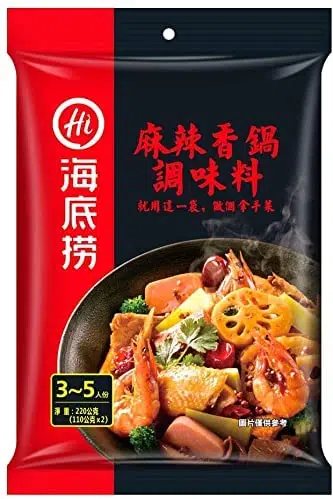 Hi
海底捞
麻辣香鍋
調味料
就用這一袋，做個拿手菜
3~5人份
淨 重：220公克
(110公克x2)
圖片僅供參考